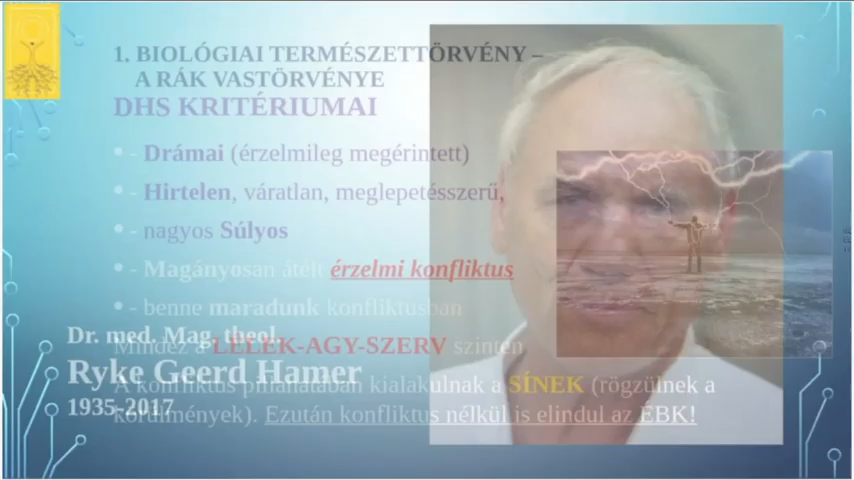 1. BIOLÓGIAI TERMÉSZETTÖRVÉNY –
A RÁK VASTÖRVÉNYE
DHS KRITÉRIUMAI
- Drámai (érzelmileg megérintett)
- Hirtelen, váratlan, meglepetésszerű,
- nagyos Súlyos
- Magányosan átélt érzelmi konfliktus
- benne maradunk konfliktusban
Dr. med. Mag. theol.
Mindez a LÉLEK-AGY-SZERV szinten
Ryke Geerd Hamer
A konfliktus pillanatában kialakulnak a SÍNEK (rögzülnek a
1935-2017
körülmények). Ezután konfliktus nélkül is elindul az ÉBK!